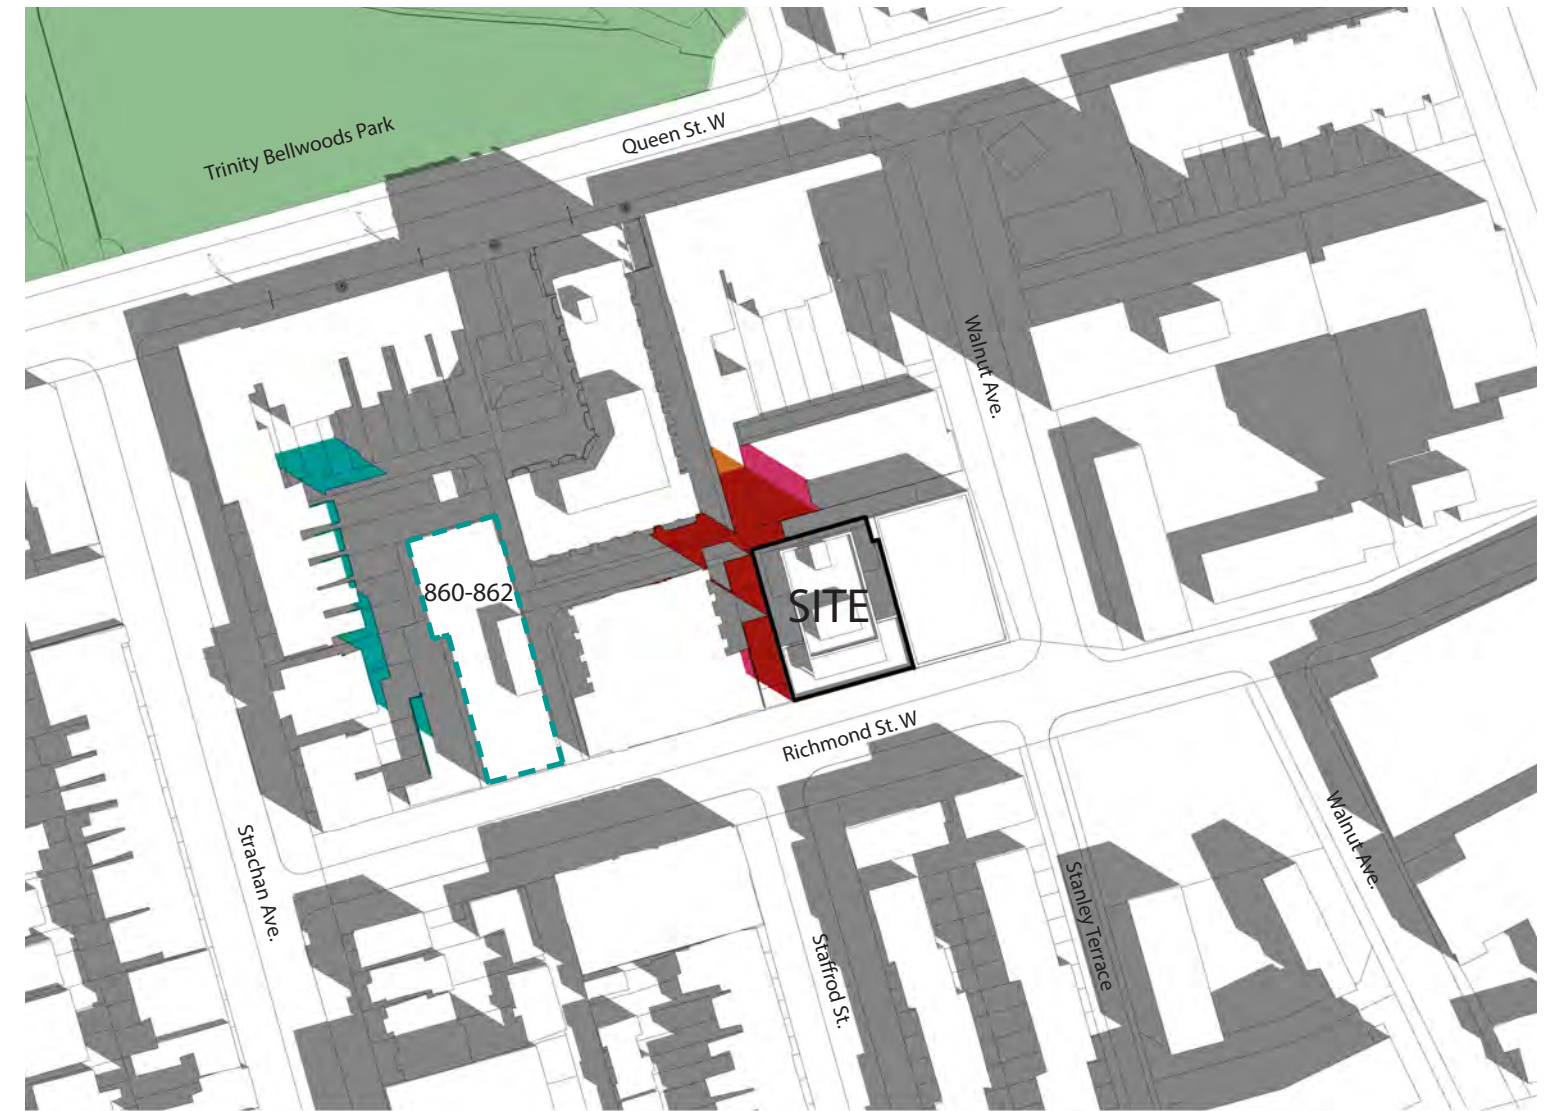 Trinity Bellwoods Park
Queen St. W
Walnut Ave.
860-862
SITE
Richmond St. W
Strachan Ave.
Staffrod St.
Stanley Terrace
Walnut Ave.